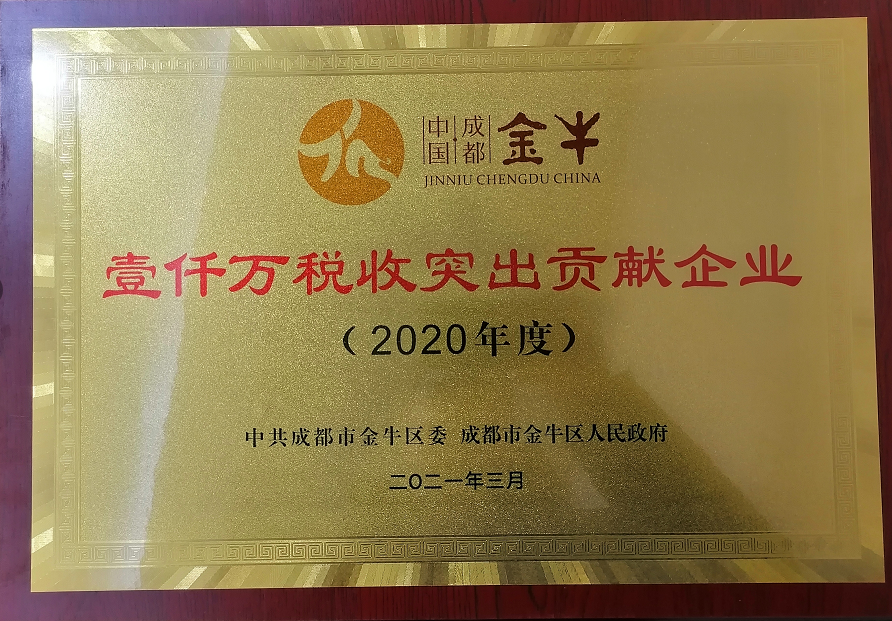 中国·成都 金牛
JINNIU CHENGDU CHINA
壹仟万税收突出贡献企业
（2020年度）
中共成都市金牛区委 成都市金牛区人民政府
二〇二一年三月